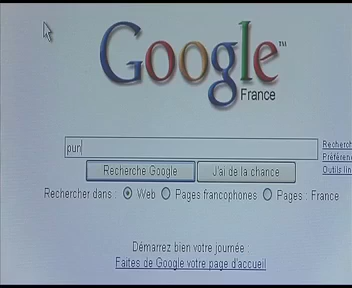 Google™
France
pun
Recherche Google
J'ai de la chance
Rechercher dans : Web Pages francophones Pages : France
Démarrez bien votre journée :
Faites de Google votre page d'accueil